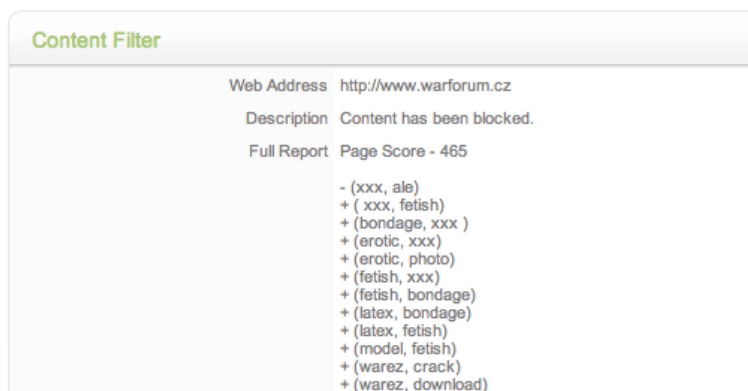 Content Filter
Web Address http://www.warforum.cz
Description Content has been blocked.
Full Report Page Score - 465
- (xxx, ale)
+ ( xxx, fetish)
+ (bondage, xxx )
+ (erotic, xxx)
+ (erotic, photo)
+ (fetish, xxx)
+ (fetish, bondage)
+ (latex, bondage)
+ (latex, fetish)
+ (model, fetish)
+ (warez, crack)
+ (warez, download)